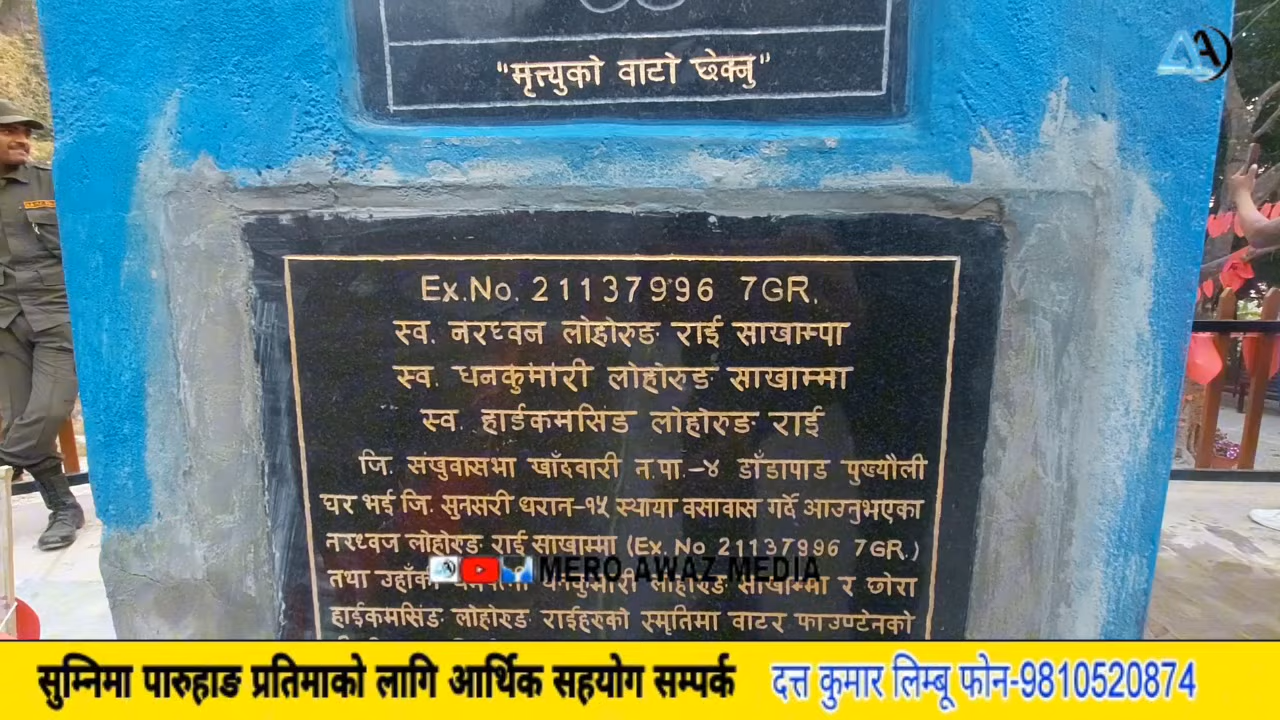 "मृत्युको वाटो छेक्नु"
Ex.No. 21137996 7GR.
स्व. नरध्वज लोहोरुङ राई साखाम्पा
स्व. धनकुमारी लोहोरुङ साखाम्मा
स्व. हार्ईकमसिंङ लोहोरुङ राई
जि. संखुवासभा खाँदवारी न.पा.-४ डाँडापाड पुख्यौली
घर भई जि. सुनसरी धरान-१५ स्थाया वसावास गर्दै आउनुभएका
नरध्वज लोहोरुङ राई साखाम्मा (Ex. No 21137996 7GR.)
MERO AWAZ MEDIA
तथा उहाँका धनकुमारी लोहोरुङ साखाम्मा र छोरा
हाईकमसिंङ लोहोरुङ राईहरुको स्मृतिमा वाटर फाउण्टेनको
सुम्निमा पारुहाङ प्रतिमाको लागि आर्थिक सहयोग सम्पर्क दत्त कुमार लिम्बू फोन-9810520874